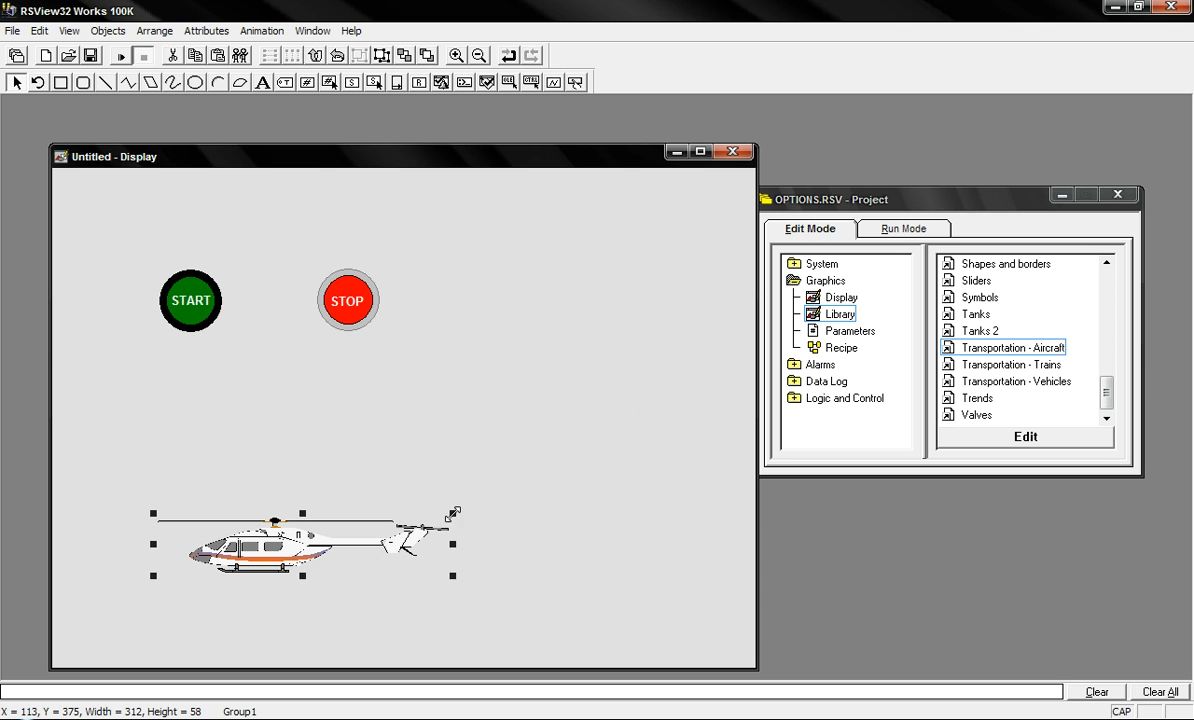 RSView32 Works 100K
File Edit View Objects Arrange Attributes Animation Window Help
Untitled - Display
START
STOP
OPTIONS.RSV - Project
Edit Mode
Run Mode
System
Graphics
Display
Library
Parameters
Recipe
Alarms
Data Log
Logic and Control
Shapes and borders
Sliders
Symbols
Tanks
Tanks 2
Transportation - Aircraft
Transportation - Trains
Transportation - Vehicles
Trends
Valves
Edit
Clear
Clear All
X = 113, Y = 375, Width = 312, Height = 58 Group1
CAP